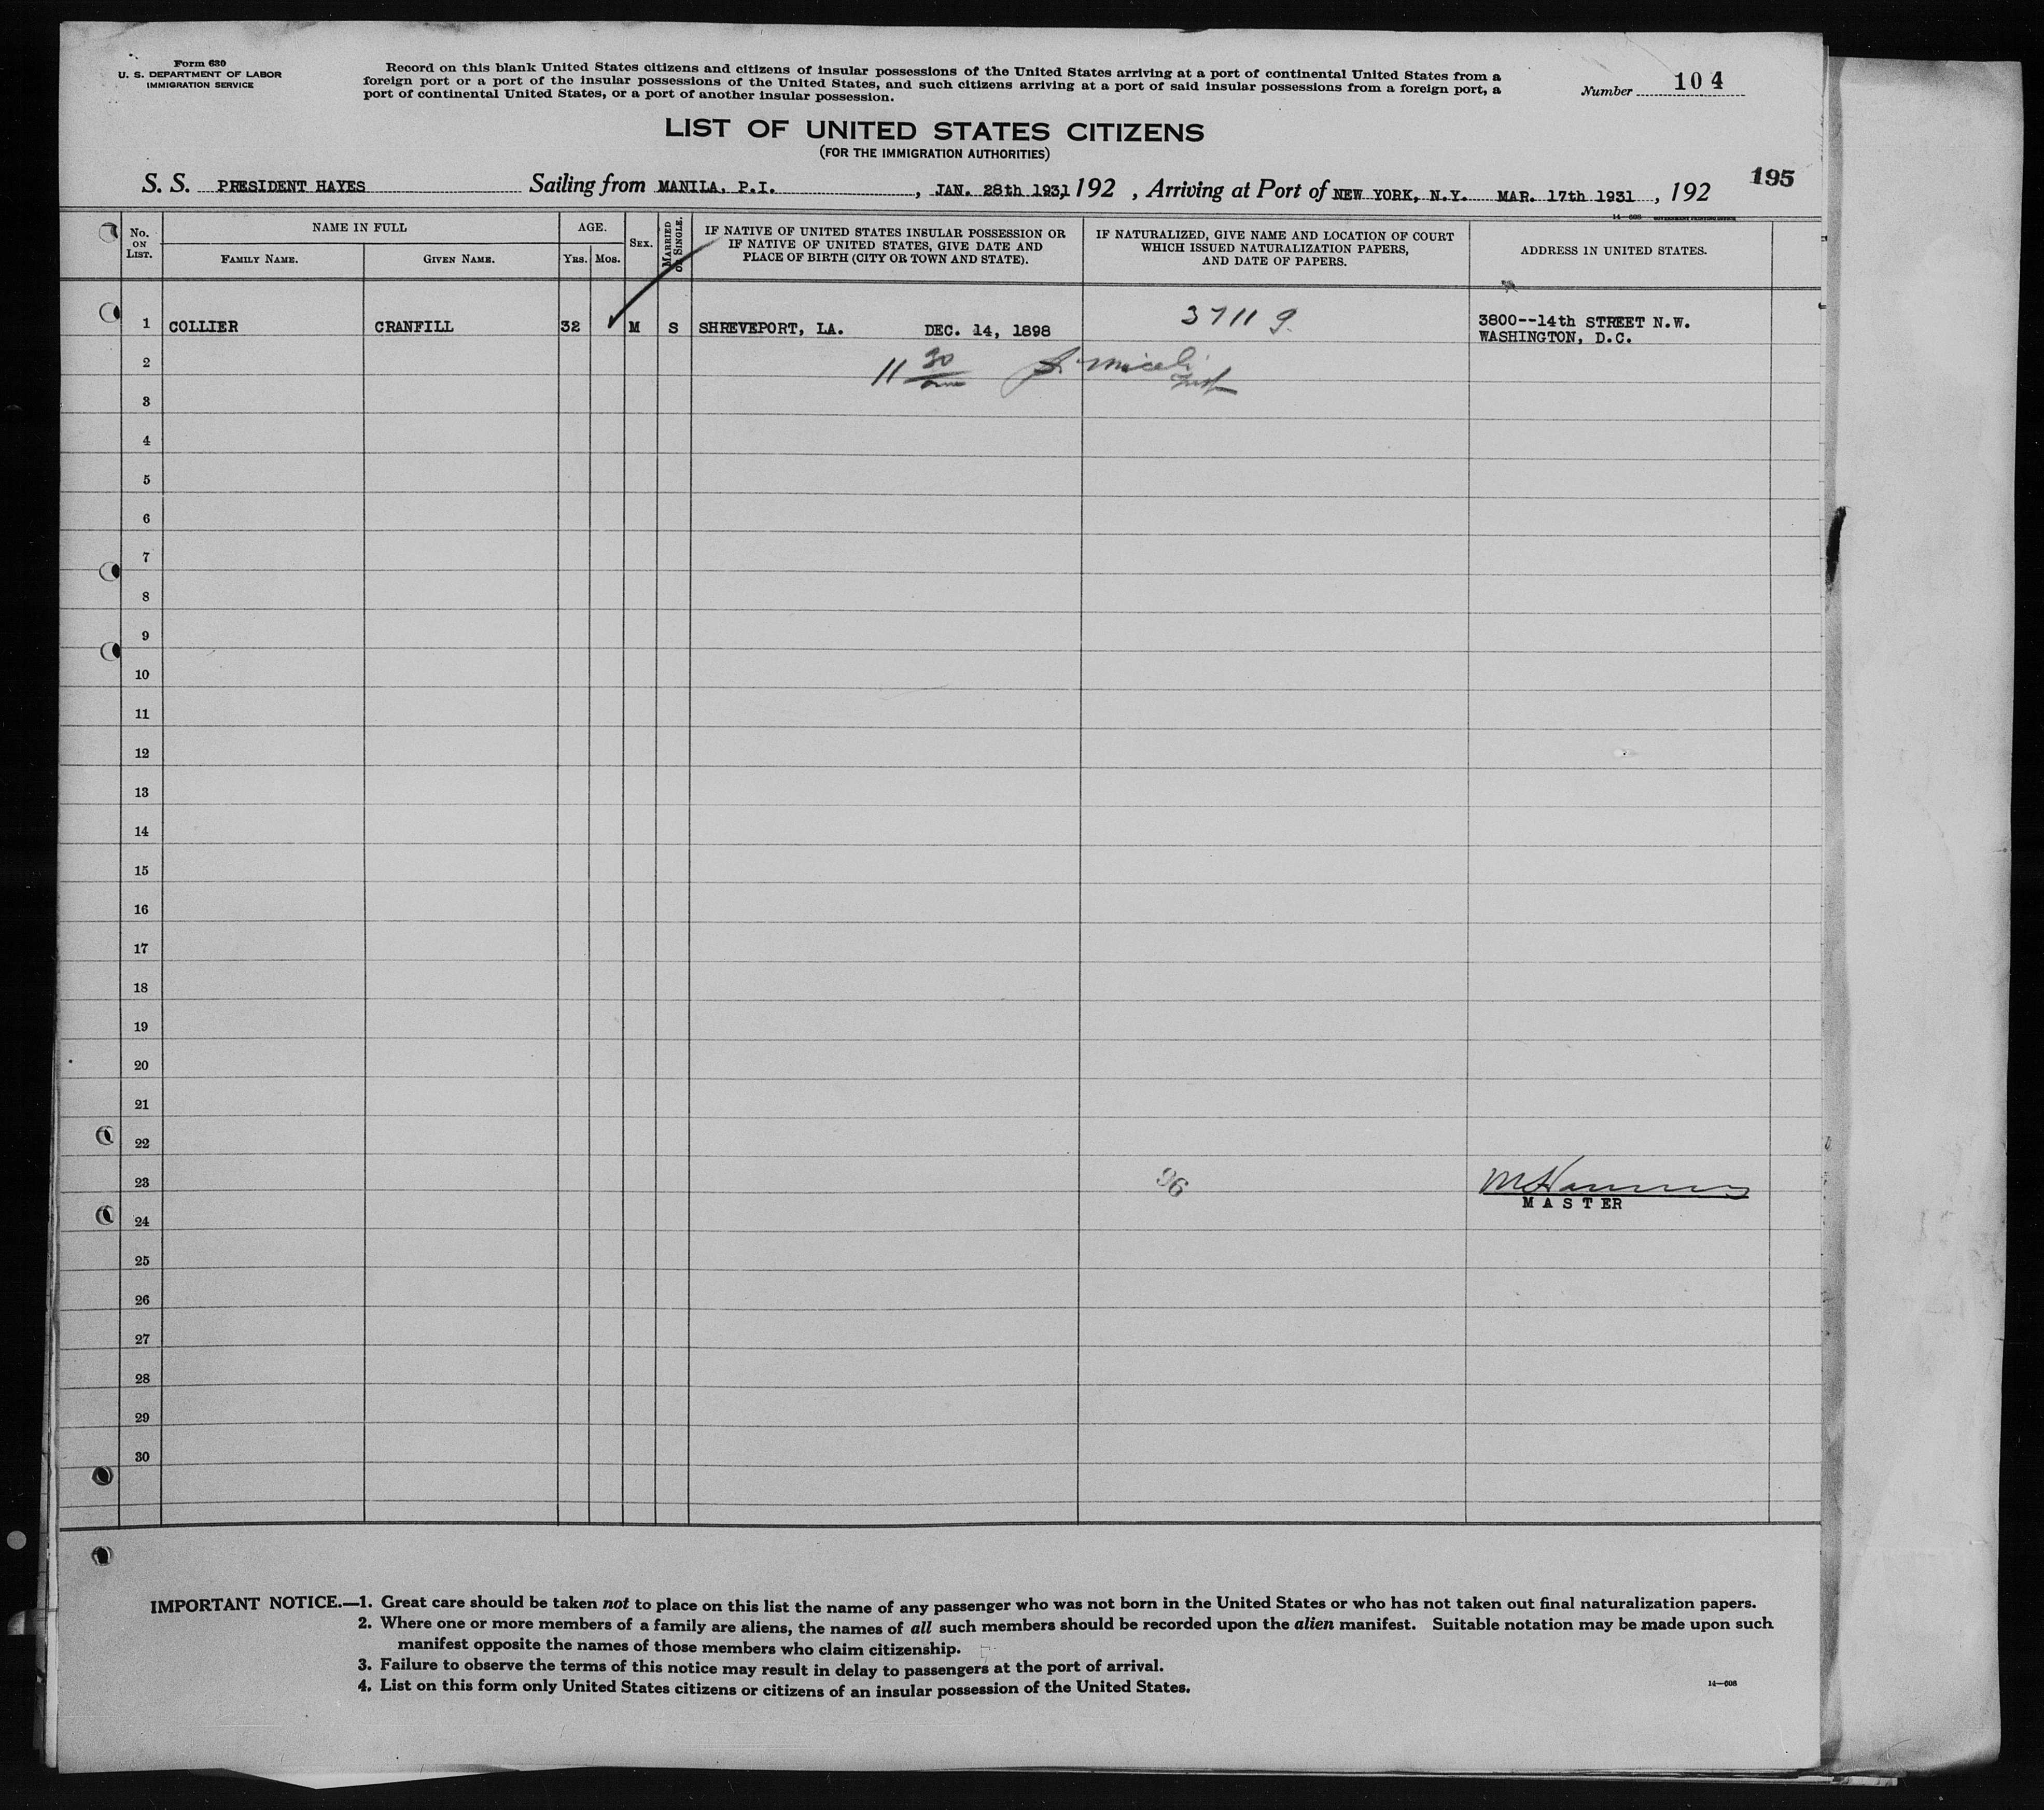 Form 630
U. S. DEPARTMENT OF LABOR
IMMIGRATION SERVICE
Record on this blank United States citizens and citizens of insular possessions of the United States arriving at a port of continental United States from a
foreign port or a port of the insular possessions of the United States, and such citizens arriving at a port of said insular possessions from a foreign port, a
port of continental United States, or a port of another insular possession.
Number 104
LIST OF UNITED STATES CITIZENS
(FOR THE IMMIGRATION AUTHORITIES)
195
S. S. PRESIDENT HAYES Sailing from MANILA, P.I. , JAN. 28th 1931, 192 , Arriving at Port of NEW YORK, N.Y. MAR. 17th 1931 , 192
14—608 GOVERNMENT PRINTING OFFICE
No. ON LIST.
NAME IN FULL
FAMILY NAME.
GIVEN NAME.
AGE.
YRS. MOS.
SEX.
MARRIED OR SINGLE.
IF NATIVE OF UNITED STATES INSULAR POSSESSION OR
IF NATIVE OF UNITED STATES, GIVE DATE AND
PLACE OF BIRTH (CITY OR TOWN AND STATE).
IF NATURALIZED, GIVE NAME AND LOCATION OF COURT
WHICH ISSUED NATURALIZATION PAPERS,
AND DATE OF PAPERS.
ADDRESS IN UNITED STATES.
1 COLLIER CRANFILL 32 M S SHREVEPORT, LA. DEC. 14, 1898 3711 9 3800--14th STREET N.W.
WASHINGTON, D.C.
2 11 30 Miceli
3
4
5
6
7
8
9
10
11
12
13
14
15
16
17
18
19
20
21
22
23 96
MASTER
24
25
26
27
28
29
30
IMPORTANT NOTICE.—1. Great care should be taken not to place on this list the name of any passenger who was not born in the United States or who has not taken out final naturalization papers.
2. Where one or more members of a family are aliens, the names of all such members should be recorded upon the alien manifest. Suitable notation may be made upon such
manifest opposite the names of those members who claim citizenship.
3. Failure to observe the terms of this notice may result in delay to passengers at the port of arrival.
4. List on this form only United States citizens or citizens of an insular possession of the United States.
14—608